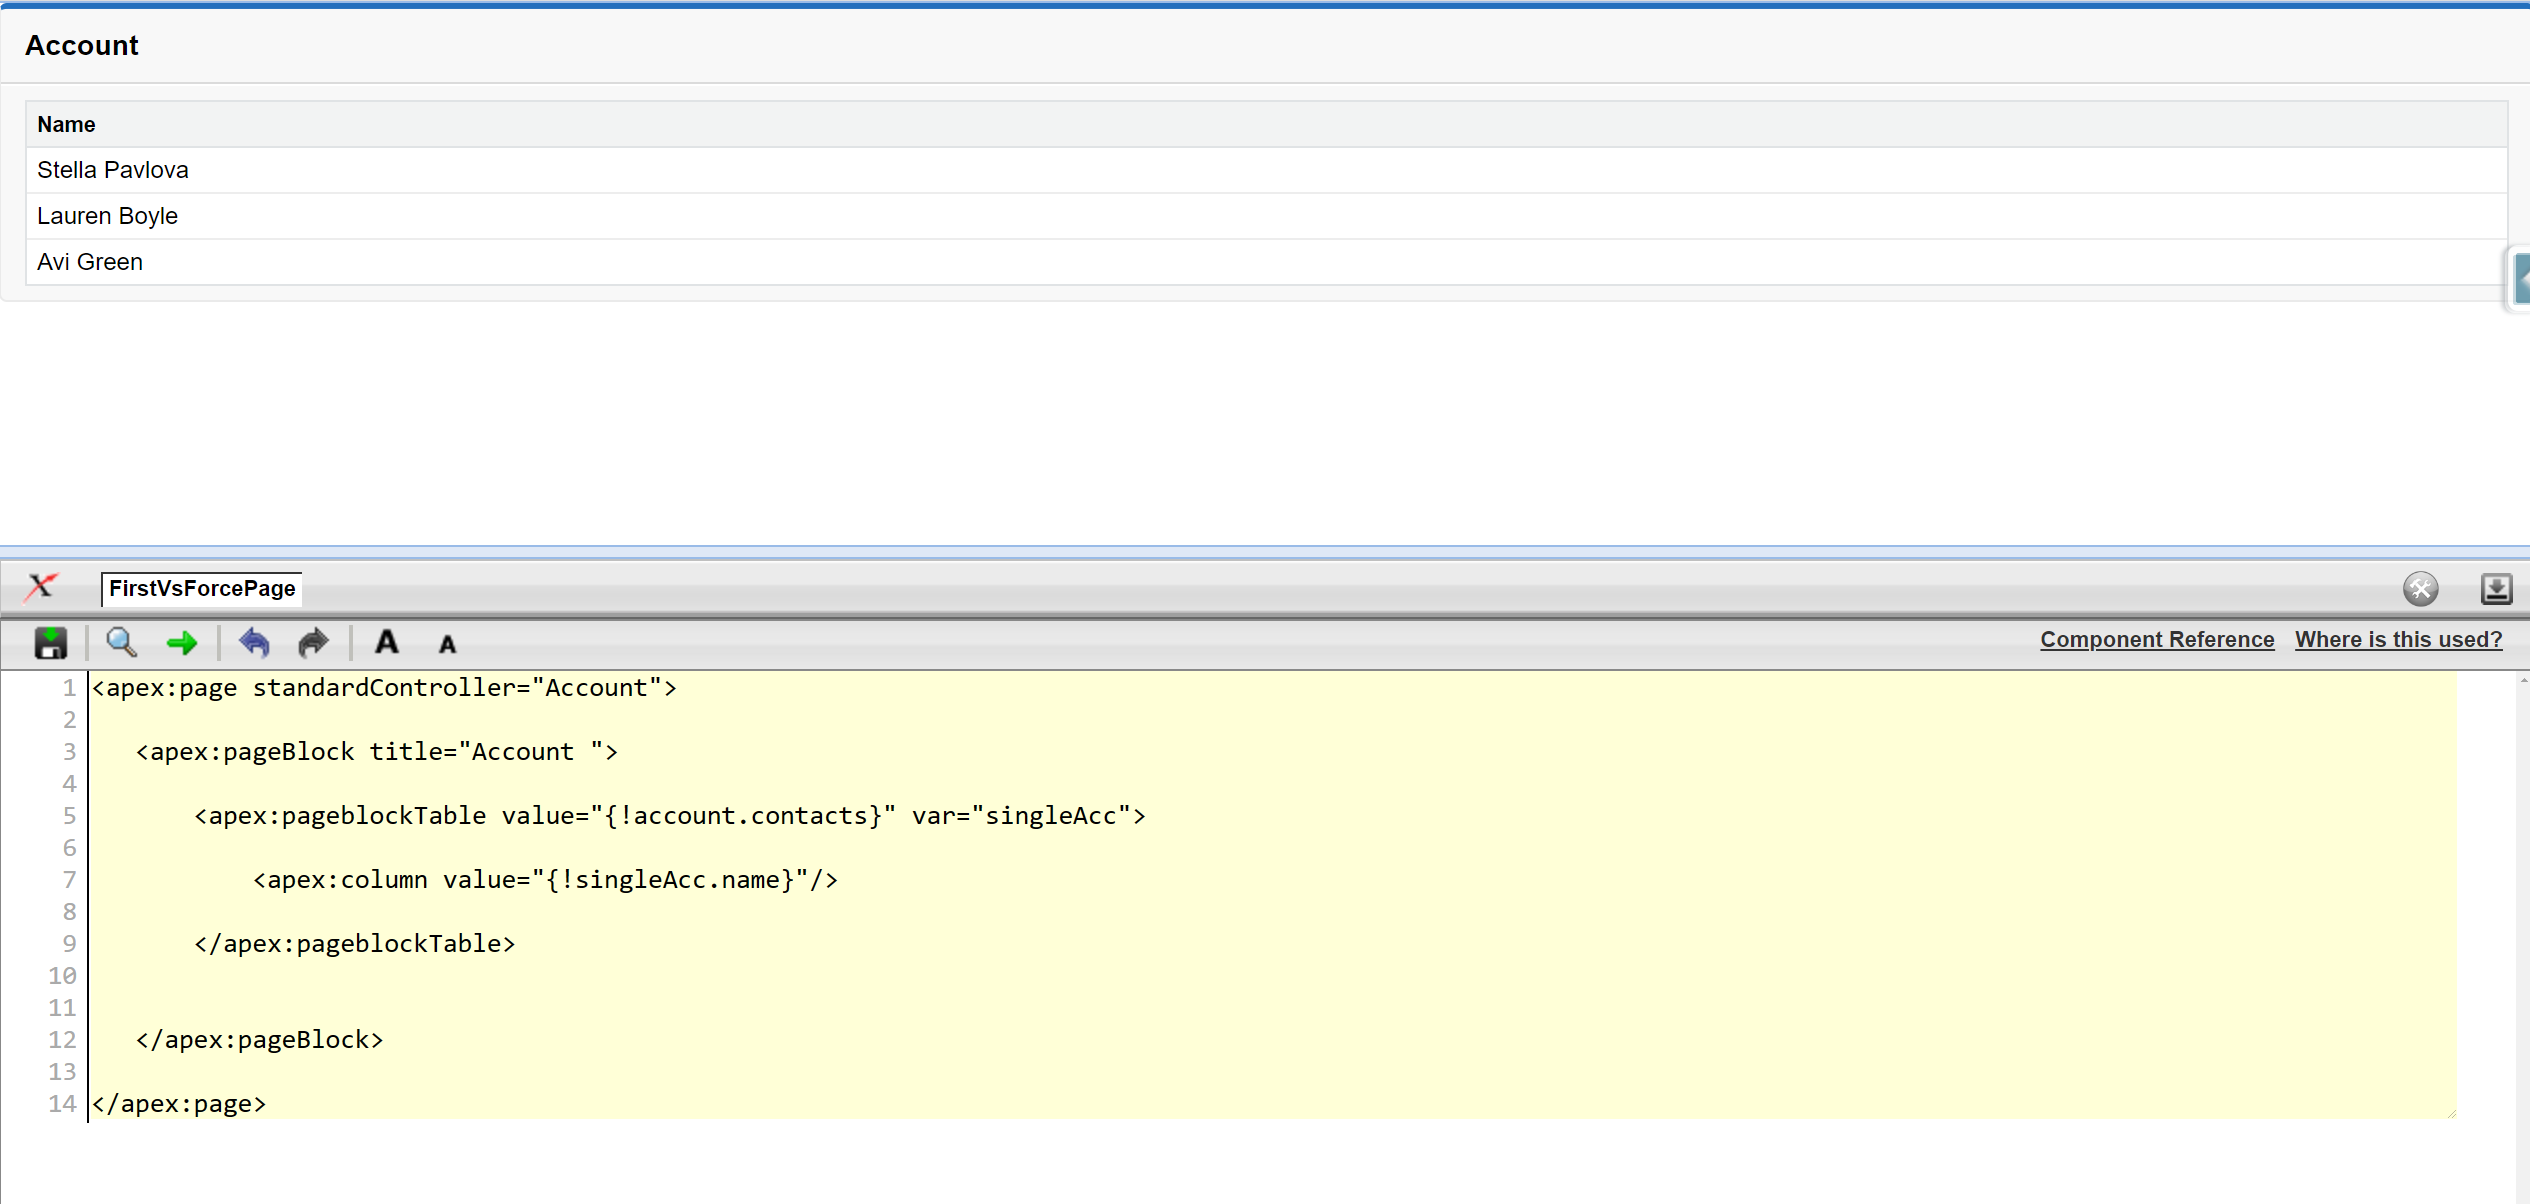 Account
Name
Stella Pavlova
Lauren Boyle
Avi Green
FirstVsForcePage
A A Component Reference Where is this used?
1 <apex:page standardController="Account">
2
3 <apex:pageBlock title="Account ">
4
5 <apex:pageblockTable value="{!account.contacts}" var="singleAcc">
6
7 <apex:column value="{!singleAcc.name}"/>
8
9 </apex:pageblockTable>
10
11
12 </apex:pageBlock>
13
14 </apex:page>